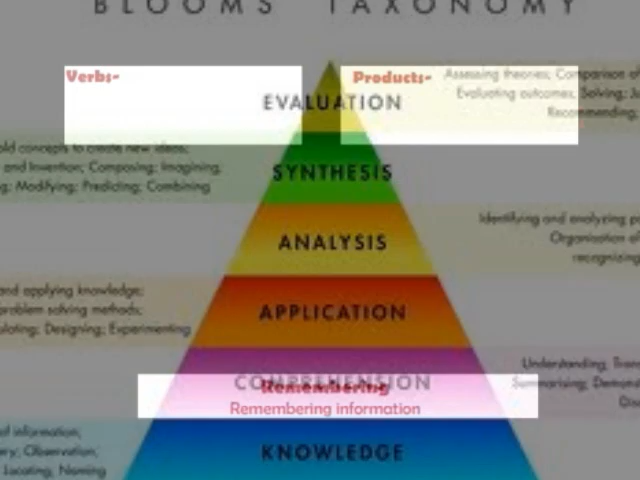 BLOOMS TAXONOMY
Verbs-
Products-
Assessing theories; Comparison of
Evaluating outcomes; Solving; Ju
Recommending;
EVALUATION
old concepts to create new ideas;
and Invention; Composing; Imagining;
g; Modifying; Predicting; Combining
SYNTHESIS
Identifying and analyzing p
Organisation of
recognizing
ANALYSIS
and applying knowledge;
problem solving methods;
ulating; Designing; Experimenting
APPLICATION
Understanding; Tran
Summarising; Demon
Dis
COMPREHENSION
Remembering
Remembering information
of information;
ery; Observation;
Locating; Naming
KNOWLEDGE